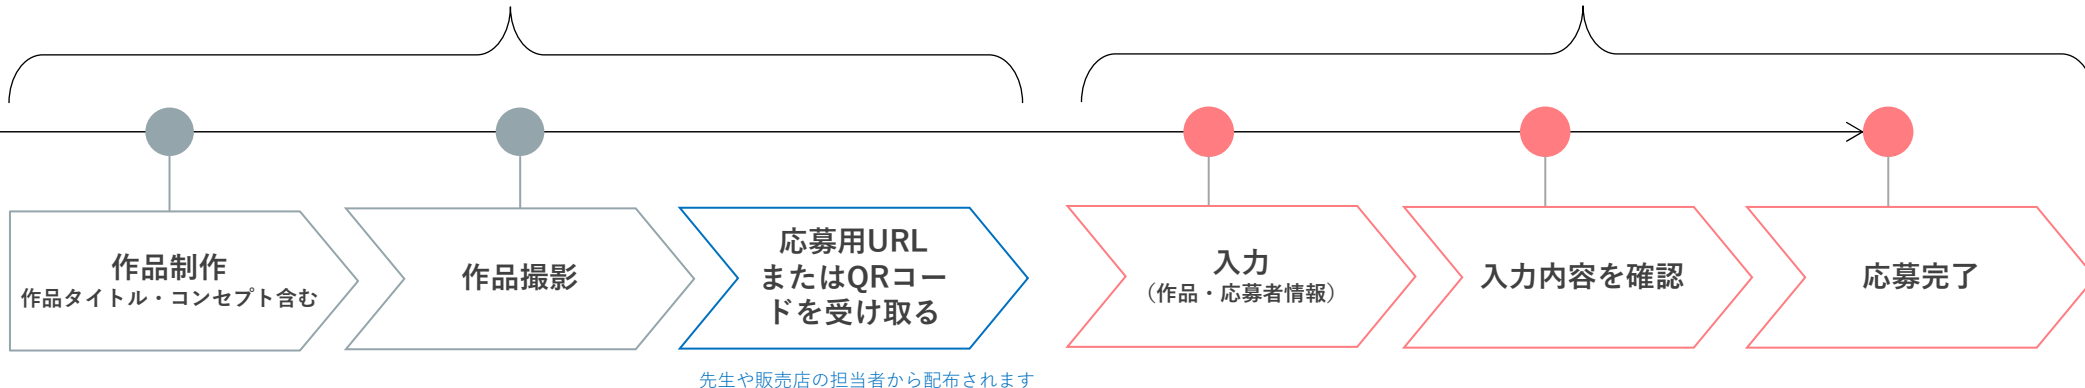 作品制作
作品タイトル・コンセプト含む
作品撮影
応募用URL
またはQRコー
ドを受け取る
先生や販売店の担当者から配布されます
入力
（作品・応募者情報）
入力内容を確認
応募完了